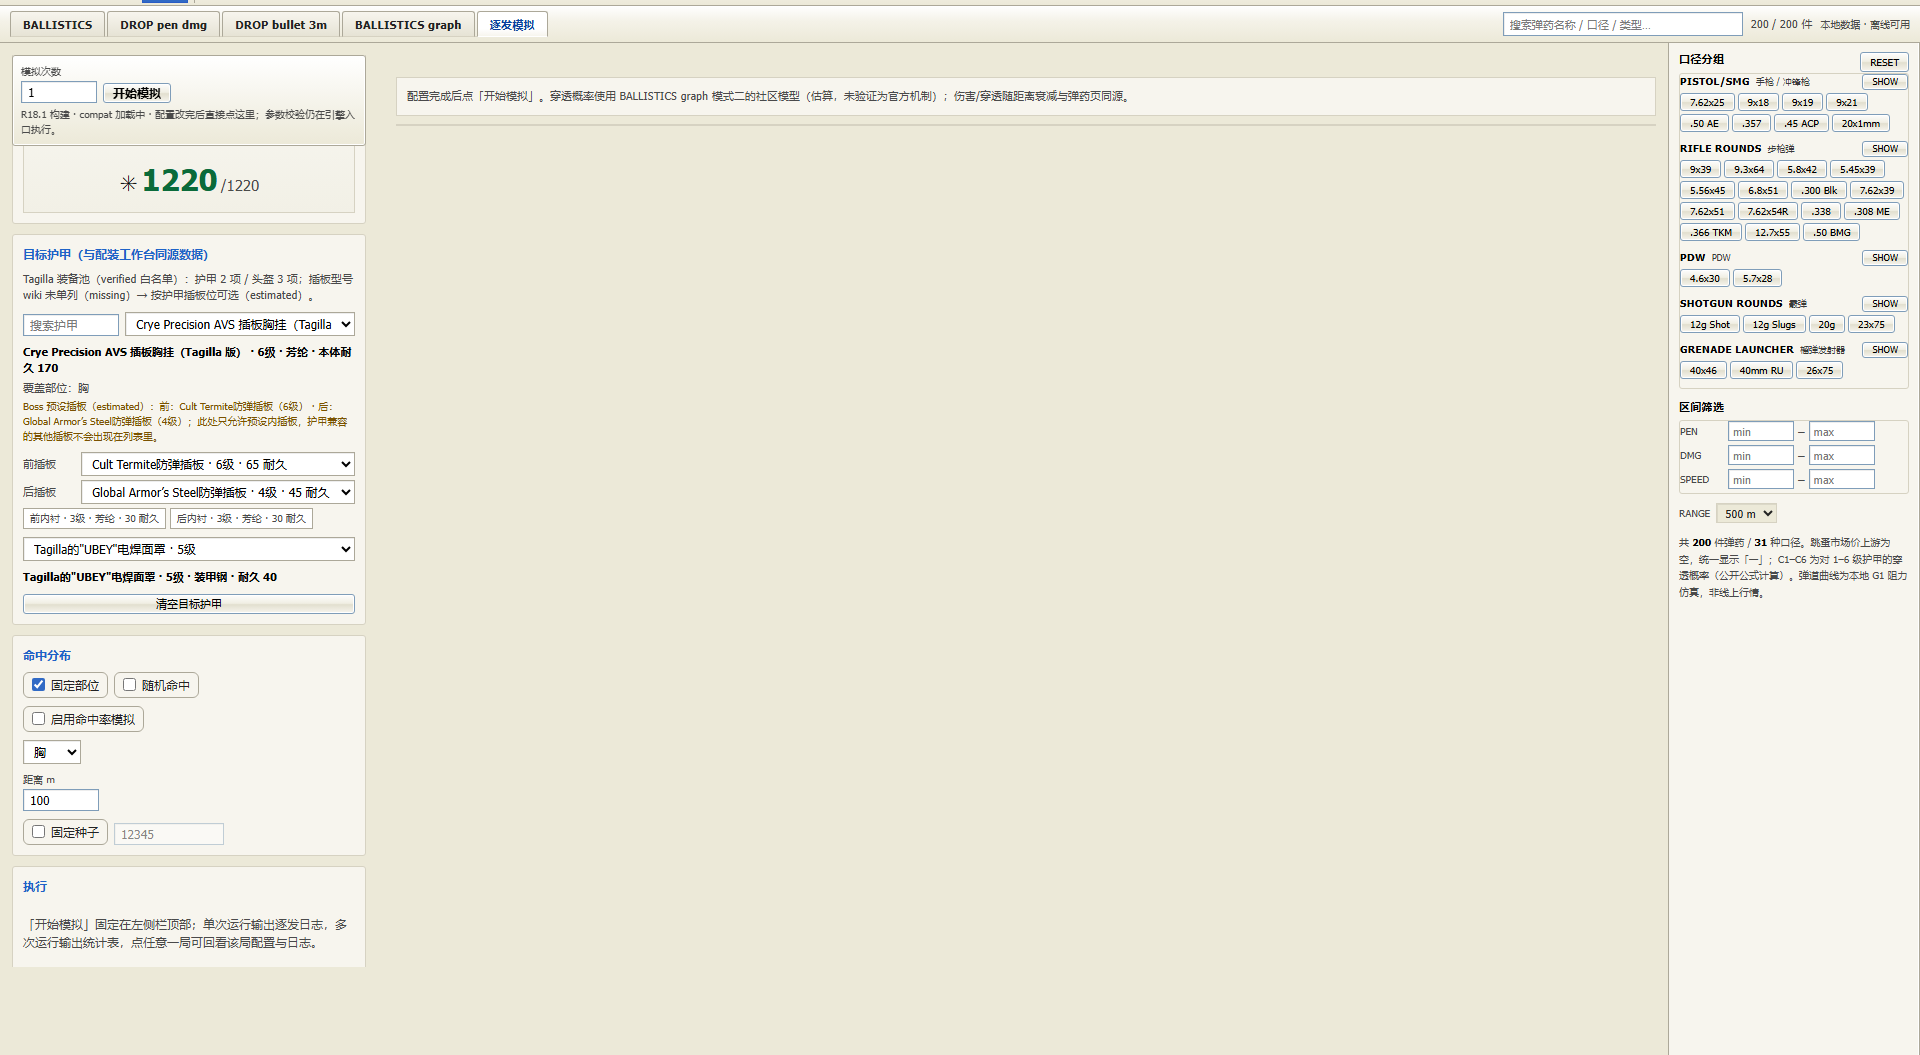 BALLISTICS
DROP pen dmg
DROP bullet 3m
BALLISTICS graph
逐发模拟
搜索弹药名称 / 口径 / 类型...
200 / 200 件
本地数据 · 离线可用
模拟次数
1
开始模拟
R18.1 构建 · compat 加载中 · 配置改完后直接点这里；参数校验仍在引擎入
口执行。
1220/1220
目标护甲（与配装工作台同源数据）
Tagilla 装备池（verified 白名单）：护甲 2 项 / 头盔 3 项；插板型号
wiki 未单列（missing）→ 按护甲插板位可选（estimated）。
搜索护甲
Crye Precision AVS 插板胸挂（Tagilla
Crye Precision AVS 插板胸挂（Tagilla 版）· 6级 · 芳纶 · 本体耐
久 170
覆盖部位：胸
Boss 预设插板（estimated）：前：Cult Termite防弹插板（6级）· 后：
Global Armor's Steel防弹插板（4级）；此处只允许预设内插板，护甲兼容
的其他插板不会出现在列表里。
前插板
Cult Termite防弹插板 · 6级 · 65 耐久
后插板
Global Armor's Steel防弹插板 · 4级 · 45 耐久
前内衬 · 3级 · 芳纶 · 30 耐久
后内衬 · 3级 · 芳纶 · 30 耐久
Tagilla的"UBEY"电焊面罩 · 5级
Tagilla的"UBEY"电焊面罩 · 5级 · 装甲钢 · 耐久 40
清空目标护甲
命中分布
固定部位
随机命中
启用命中率模拟
胸
距离 m
100
固定种子
12345
执行
「开始模拟」固定在左侧栏顶部；单次运行输出逐发日志，多
次运行输出统计表，点任意一局可回看该局配置与日志。
配置完成后点「开始模拟」。穿透概率使用 BALLISTICS graph 模式二的社区模型（估算，未验证为官方机制）；伤害/穿透随距离衰减与弹药页同源。
口径分组
RESET
PISTOL/SMG 手枪 / 冲锋枪
SHOW
7.62x25
9x18
9x19
9x21
.50 AE
.357
.45 ACP
20x1mm
RIFLE ROUNDS 步枪弹
SHOW
9x39
9.3x64
5.8x42
5.45x39
5.56x45
6.8x51
.300 Blk
7.62x39
7.62x51
7.62x54R
.338
.308 ME
.366 TKM
12.7x55
.50 BMG
PDW PDW
SHOW
4.6x30
5.7x28
SHOTGUN ROUNDS 霰弹
SHOW
12g Shot
12g Slugs
20g
23x75
GRENADE LAUNCHER 榴弹发射器
SHOW
40x46
40mm RU
26x75
区间筛选
PEN
min – max
DMG
min – max
SPEED
min – max
RANGE
500 m
共 200 件弹药 / 31 种口径。跳蚤市场价上游为
空，统一显示「—」；C1–C6 为对 1–6 级护甲的穿
透概率（公开公式计算）。弹道曲线为本地 G1 阻力
仿真，非线上行情。